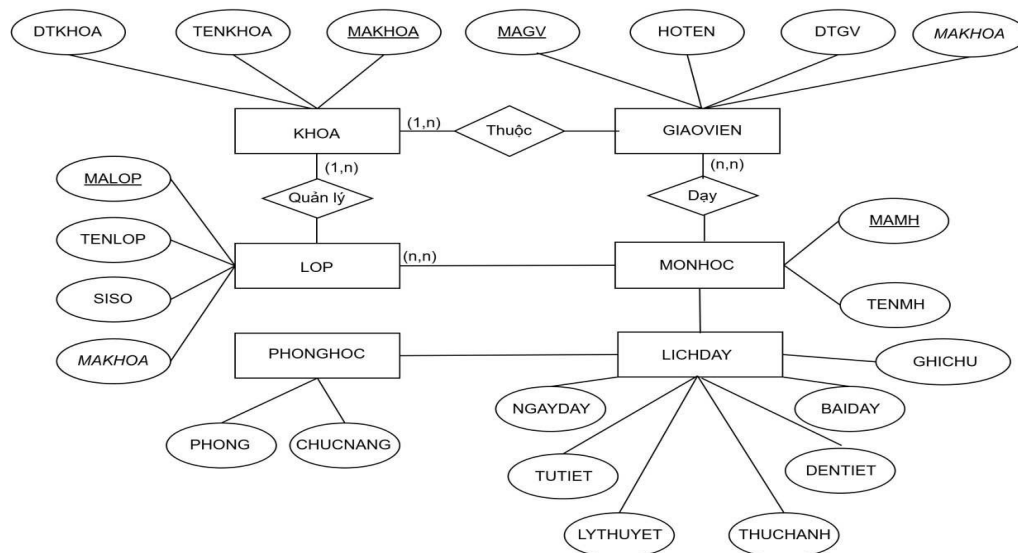 DTKHOA
TENKHOA
MAKHOA
MAGV
HOTEN
DTGV
MAKHOA
KHOA
(1,n)
Thuộc
GIAOVIEN
(1,n)
(n,n)
MALOP
Quản lý
Dạy
MAMH
TENLOP
LOP
(n,n)
MONHOC
SISO
TENMH
MAKHOA
PHONGHOC
LICHDAY
GHICHU
NGAYDAY
BAIDAY
PHONG
CHUCNANG
TUTIET
DENTIET
LYTHUYET
THUCHANH